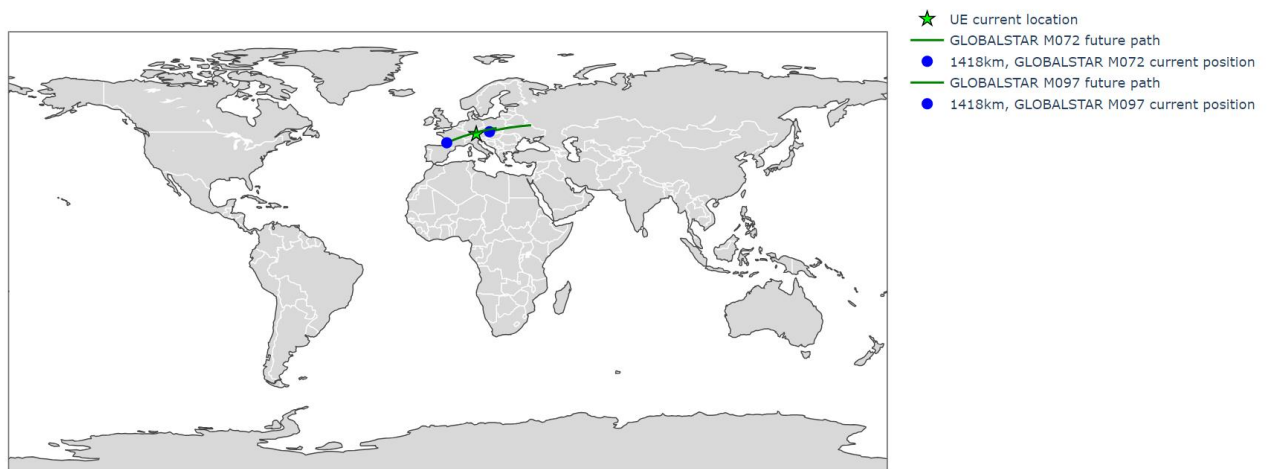 UE current location
GLOBALSTAR M072 future path
1418km, GLOBALSTAR M072 current position
GLOBALSTAR M097 future path
1418km, GLOBALSTAR M097 current position